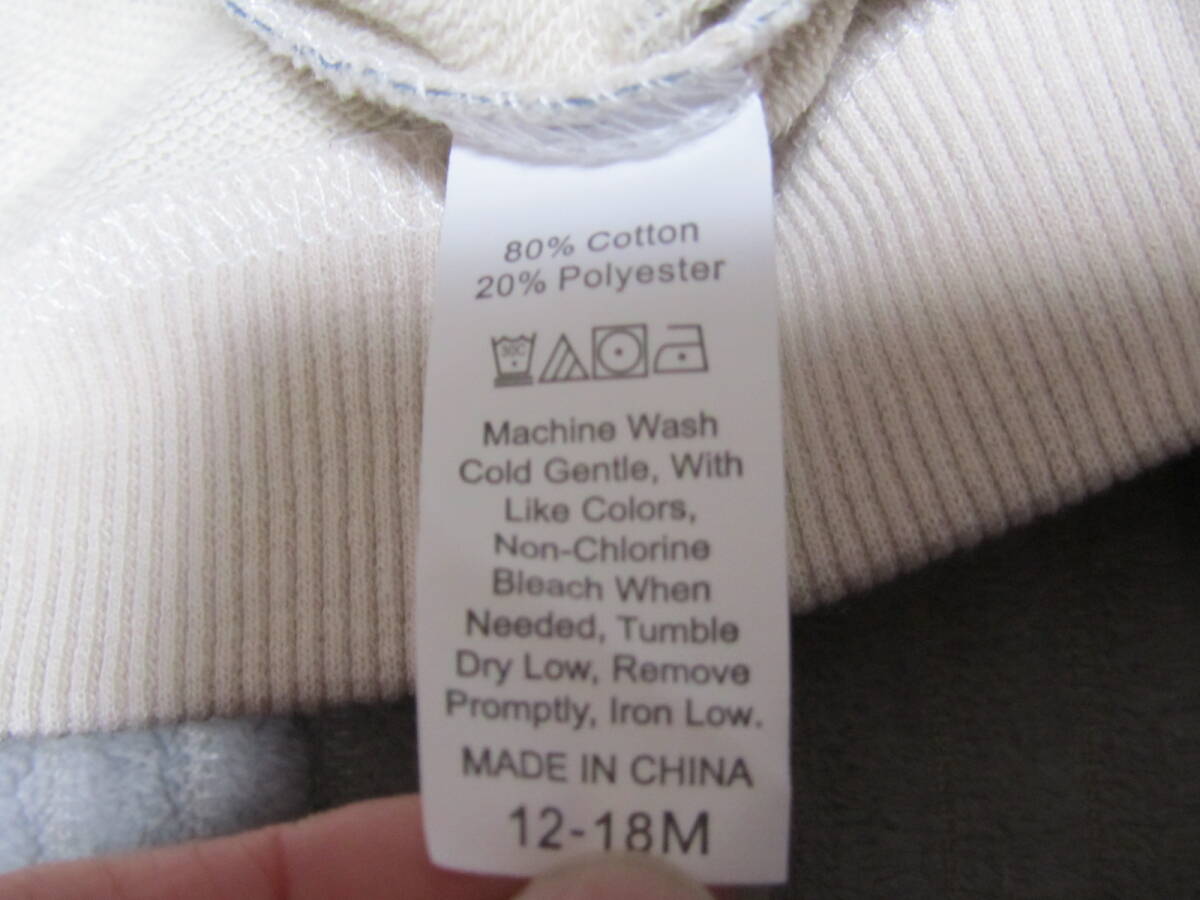 80% Cotton
20% Polyester
30C
Machine Wash
Cold Gentle, With
Like Colors,
Non-Chlorine
Bleach When
Needed, Tumble
Dry Low, Remove
Promptly, Iron Low.
MADE IN CHINA
12-18M